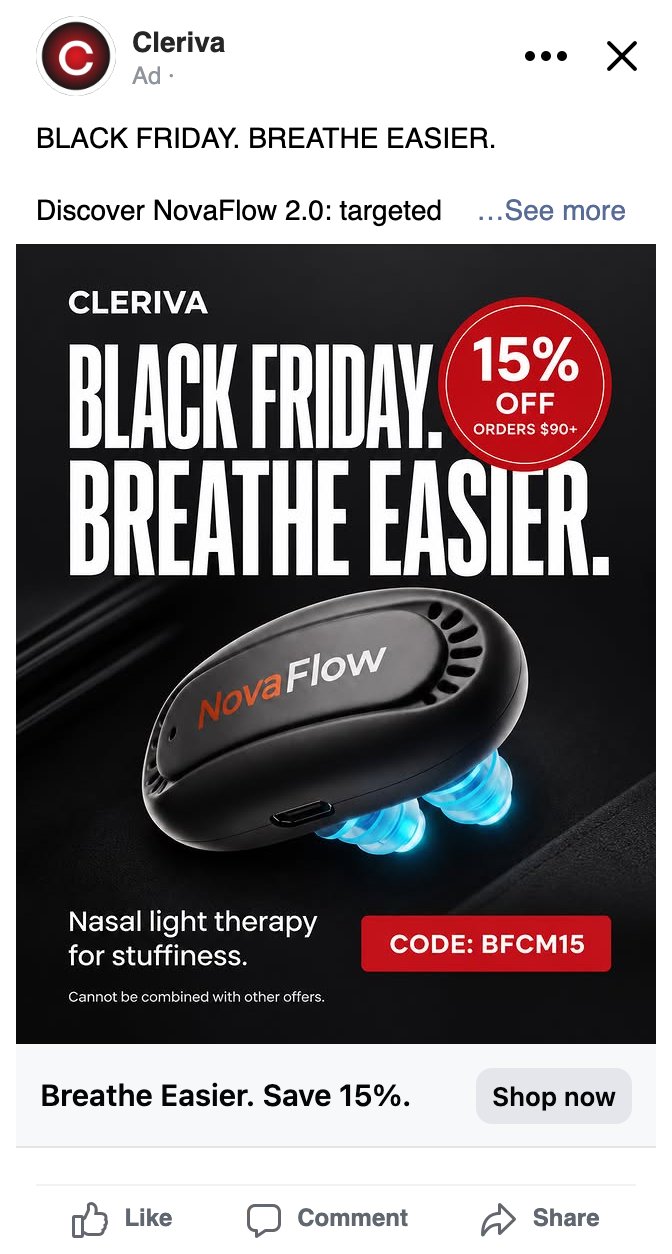 Cleriva
Ad ·
BLACK FRIDAY. BREATHE EASIER.
Discover NovaFlow 2.0: targeted …See more
CLERIVA
BLACK FRIDAY.
BREATHE EASIER.
15%
OFF
ORDERS $90+
NovaFlow
Nasal light therapy
for stuffiness.
CODE: BFCM15
Cannot be combined with other offers.
Breathe Easier. Save 15%.
Shop now
Like
Comment
Share